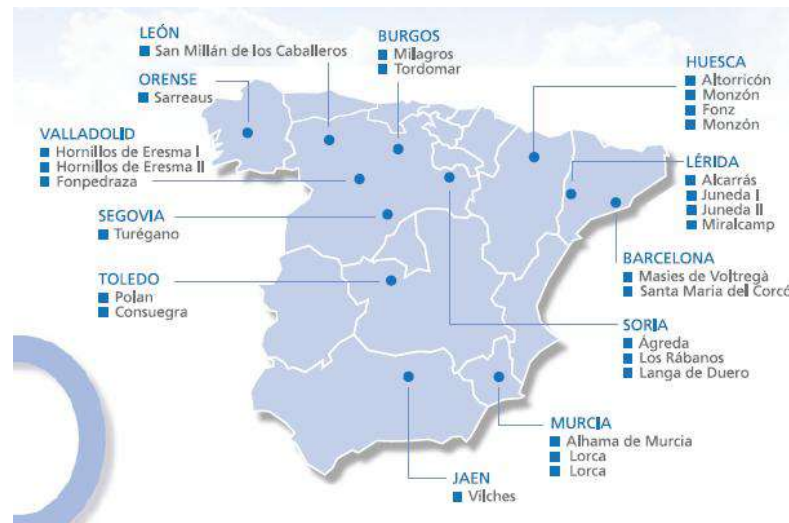 LEÓN
San Millán de los Caballeros
BURGOS
Milagros
Tordomar
ORENSE
Sarreaus
HUESCA
Altorricón
Monzón
Fonz
Monzón
VALLADOLID
Hornillos de Eresma I
Hornillos de Eresma II
Fonpedraza
LÉRIDA
Alcarrás
Juneda I
Juneda II
Miralcamp
SEGOVIA
Turégano
BARCELONA
Masies de Voltregà
Santa Maria del Corcó
TOLEDO
Polan
Consuegra
SORIA
Ágreda
Los Rábanos
Langa de Duero
MURCIA
Alhama de Murcia
Lorca
Lorca
JAEN
Vilches